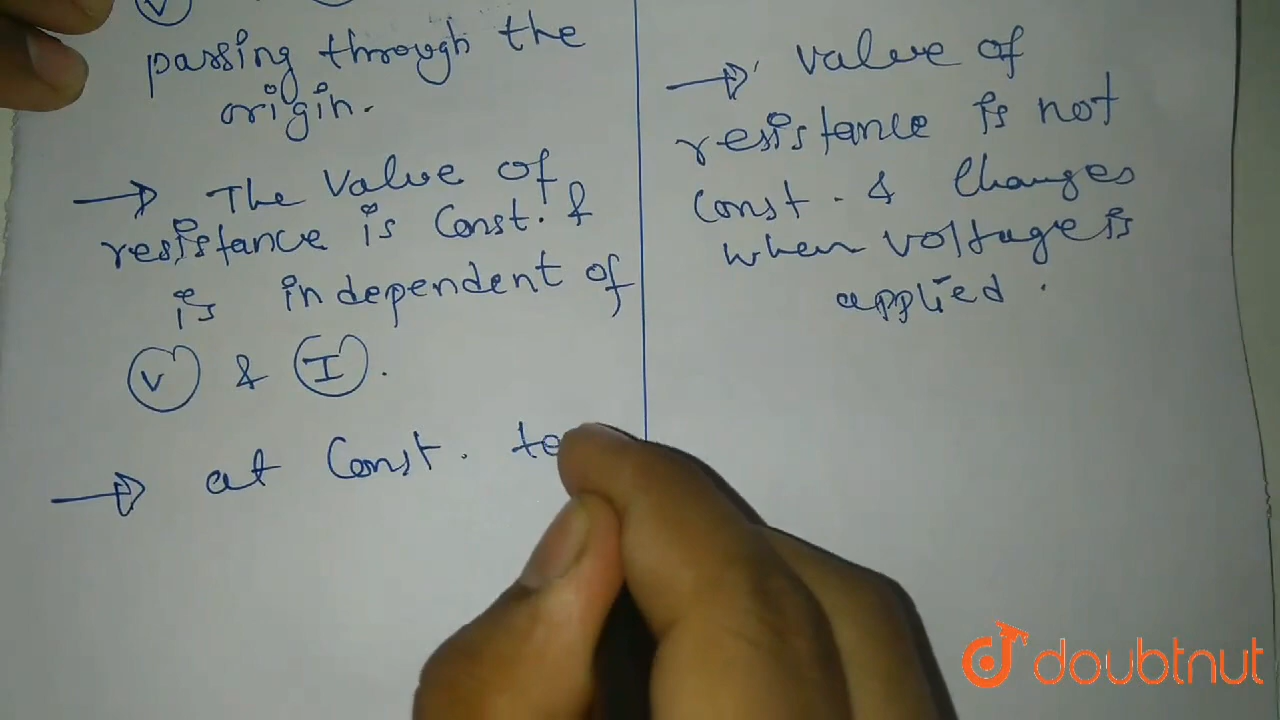 V
passing through the
origin.
→ The value of
resistance is Const. &
is independent of
V & I.
→ at Const. te
→ value of
resistance is not
Const. & Changes
when voltage is
applied.
doubtnut